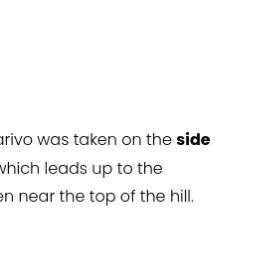 arivo was taken on the side
which leads up to the
en near the top of the hill.